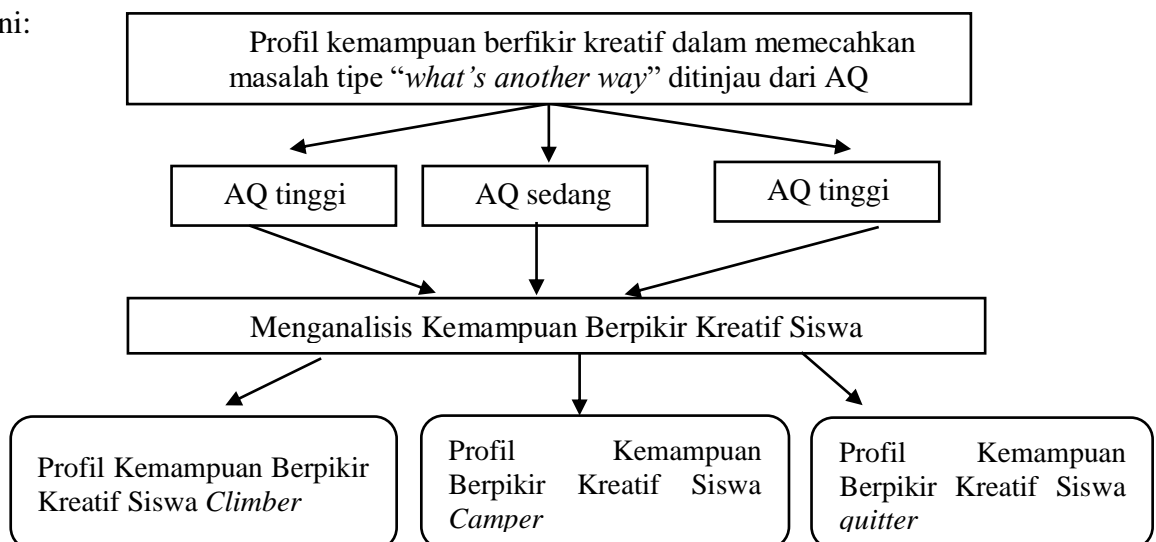 ni:
Profil kemampuan berfikir kreatif dalam memecahkan
masalah tipe “what’s another way” ditinjau dari AQ
AQ tinggi
AQ sedang
AQ tinggi
Menganalisis Kemampuan Berpikir Kreatif Siswa
Profil Kemampuan Berpikir
Kreatif Siswa Climber
Profil Kemampuan
Berpikir Kreatif Siswa
Camper
Profil Kemampuan
Berpikir Kreatif Siswa
quitter